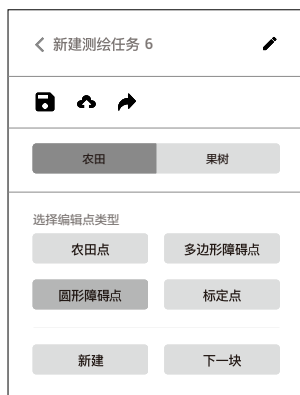 新建测绘任务 6
农田 果树
选择编辑点类型
农田点 多边形障碍点
圆形障碍点 标定点
新建 下一块